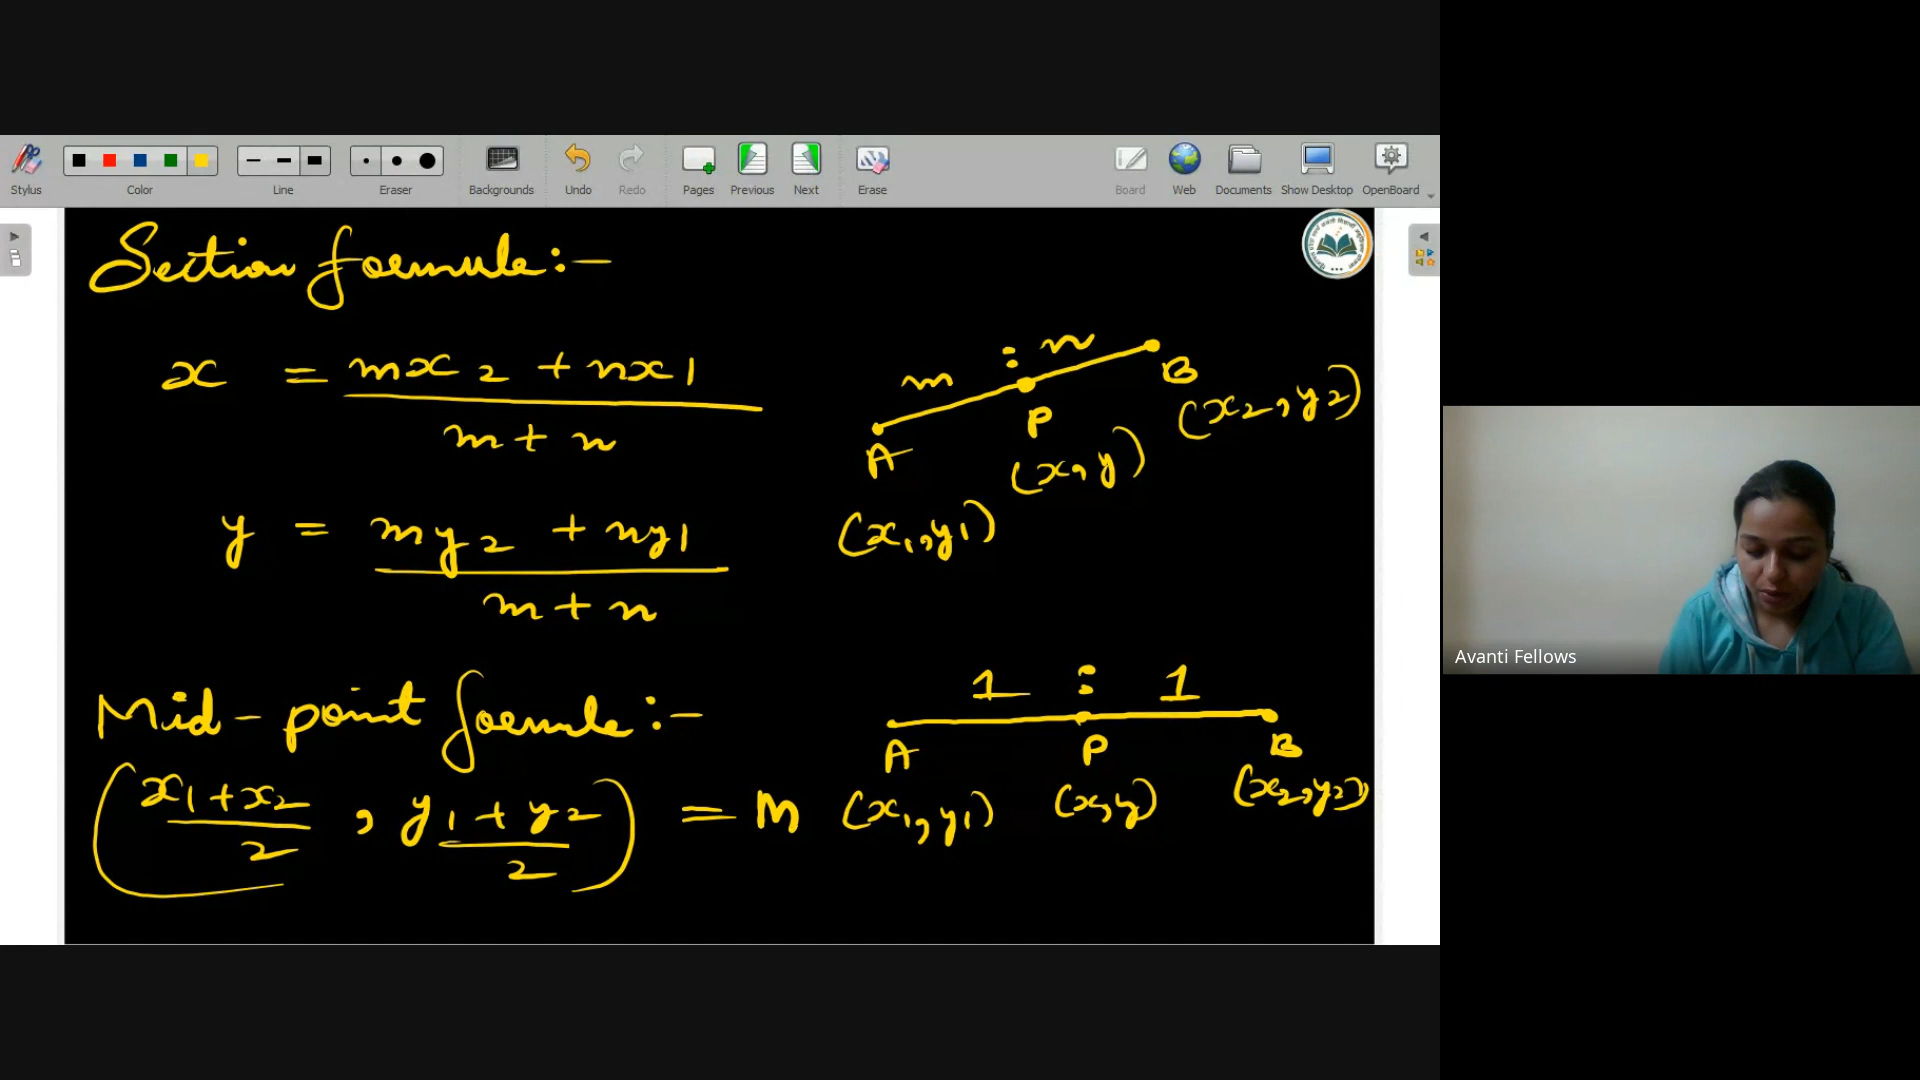 Stylus Color Line Eraser Backgrounds Undo Redo Pages Previous Next Erase Board Web Documents Show Desktop OpenBoard
Section formula:-
x = mx2 + nx1
m + n
m : n
A P B
(x1,y1) (x,y) (x2,y2)
y = my2 + ny1
m + n
Mid-point formula:-
1 : 1
A P B
(x1,y1) (x,y) (x2,y2)
(x1+x2 / 2 , y1+y2 / 2) = M
Avanti Fellows